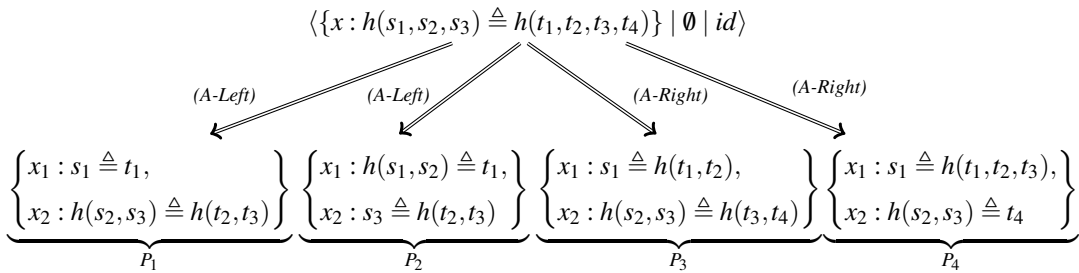 ⟨{x : h(s₁, s₂, s₃) ≜ h(t₁, t₂, t₃, t₄)} | ∅ | id⟩
(A-Left) (A-Left) (A-Right) (A-Right)
{x₁ : s₁ ≜ t₁, {x₁ : h(s₁, s₂) ≜ t₁, {x₁ : s₁ ≜ h(t₁, t₂), {x₁ : s₁ ≜ h(t₁, t₂, t₃),
x₂ : h(s₂, s₃) ≜ h(t₂, t₃)} x₂ : s₃ ≜ h(t₂, t₃)} x₂ : h(s₂, s₃) ≜ h(t₃, t₄)} x₂ : h(s₂, s₃) ≜ t₄}
P₁ P₂ P₃ P₄